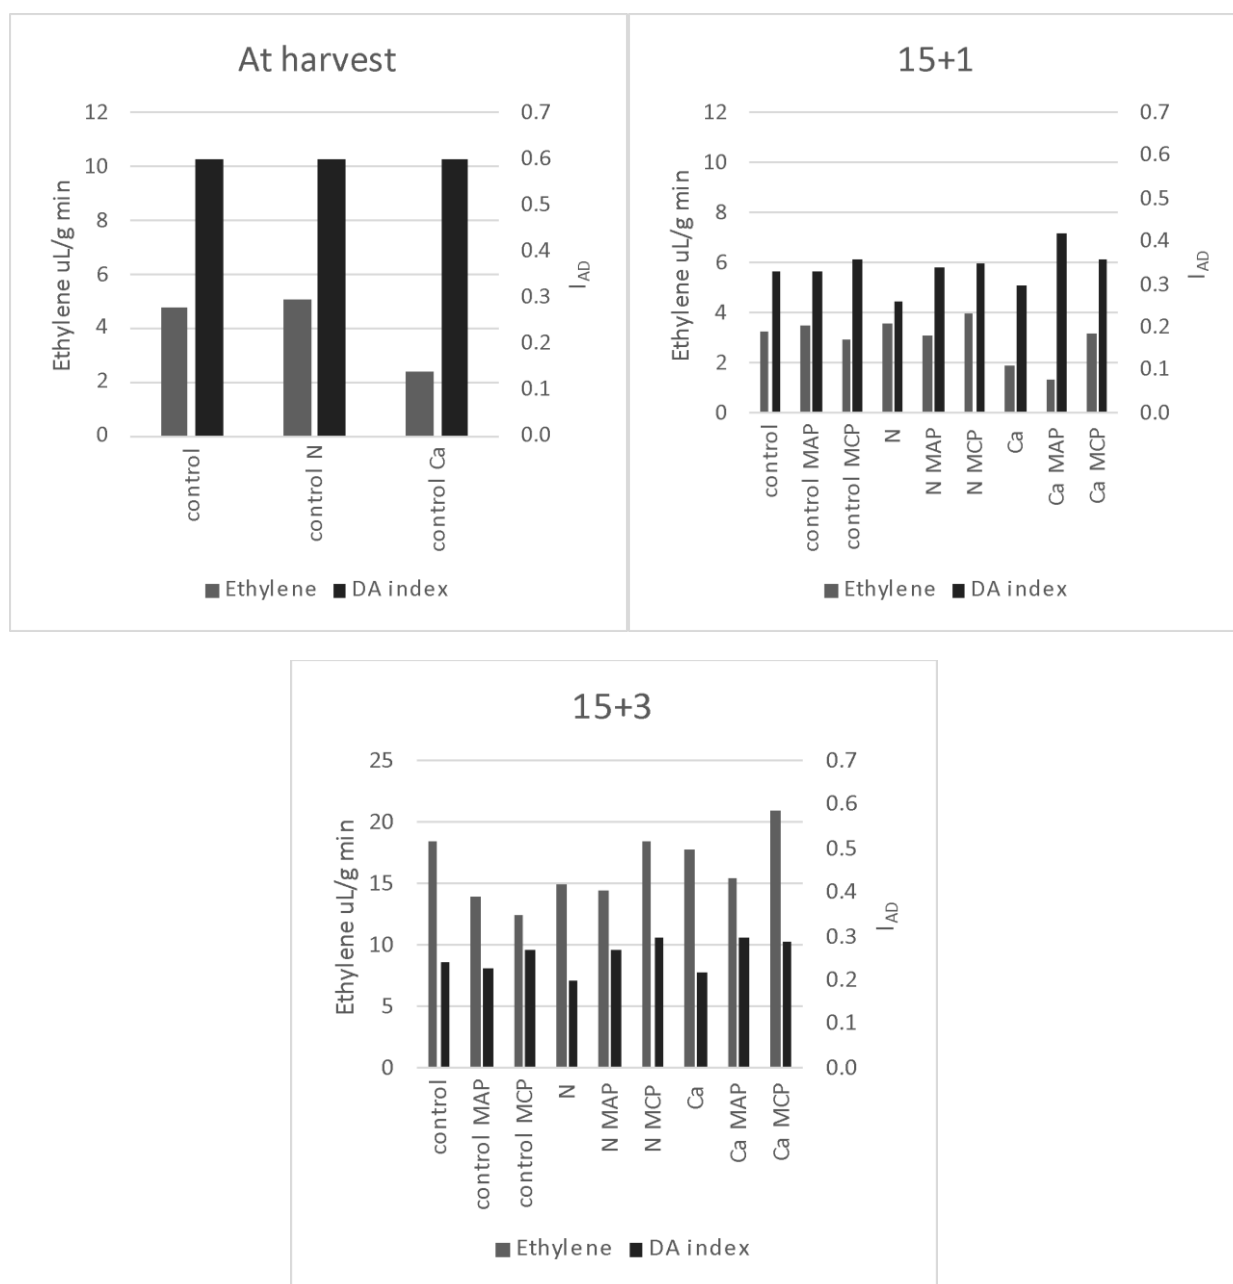 At harvest
Ethylene uL/g min
12
10
8
6
4
2
0
0.7
0.6
0.5
0.4
0.3
0.2
0.1
0.0
I_AD
control
control N
control Ca
Ethylene DA index
15+1
Ethylene uL/g min
12
10
8
6
4
2
0
0.7
0.6
0.5
0.4
0.3
0.2
0.1
0.0
I_AD
control
control MAP
control MCP
N
N MAP
N MCP
Ca
Ca MAP
Ca MCP
Ethylene DA index
15+3
Ethylene uL/g min
25
20
15
10
5
0
0.7
0.6
0.5
0.4
0.3
0.2
0.1
0.0
I_AD
control
control MAP
control MCP
N
N MAP
N MCP
Ca
Ca MAP
Ca MCP
Ethylene DA index